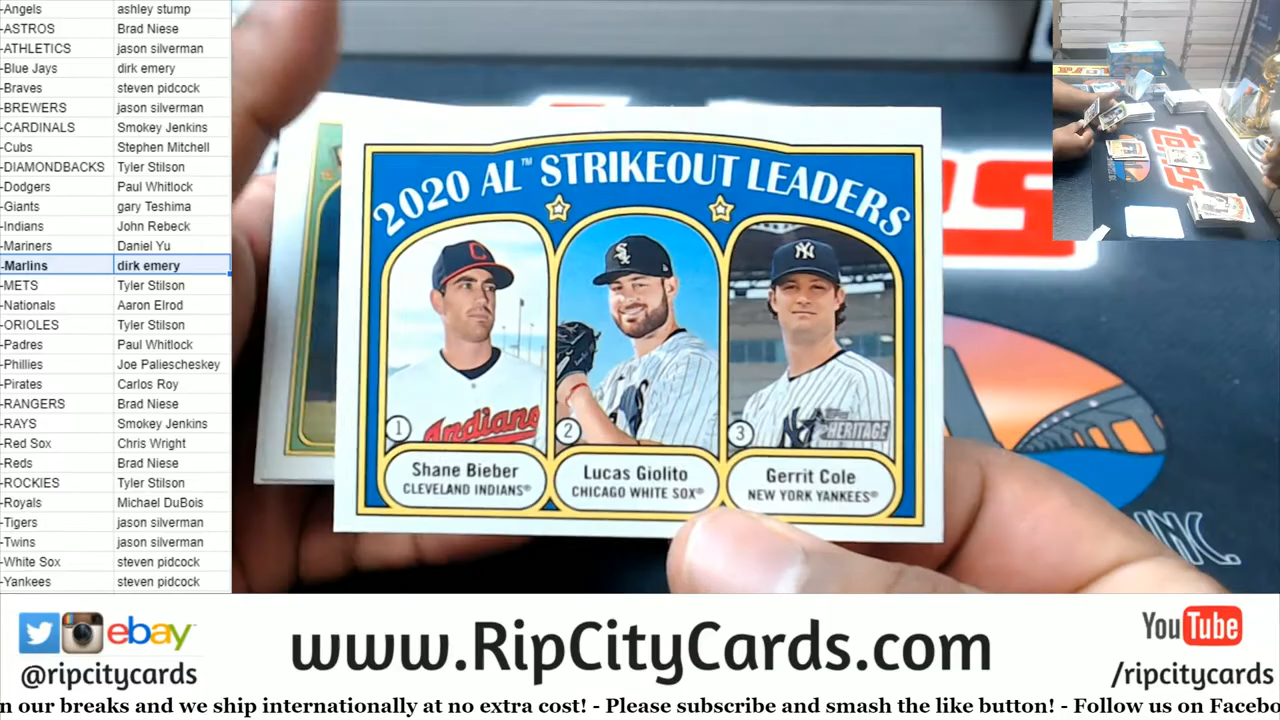 -Angels ashley stump
-ASTROS Brad Niese
-ATHLETICS jason silverman
-Blue Jays dirk emery
-Braves steven pidcock
-BREWERS jason silverman
-CARDINALS Smokey Jenkins
-Cubs Stephen Mitchell
-DIAMONDBACKS Tyler Stilson
-Dodgers Paul Whitlock
-Giants gary Teshima
-Indians John Rebeck
-Mariners Daniel Yu
-Marlins dirk emery
-METS Tyler Stilson
-Nationals Aaron Elrod
-ORIOLES Tyler Stilson
-Padres Paul Whitlock
-Phillies Joe Paliescheskey
-Pirates Carlos Roy
-RANGERS Brad Niese
-RAYS Smokey Jenkins
-Red Sox Chris Wright
-Reds Brad Niese
-ROCKIES Tyler Stilson
-Royals Michael DuBois
-Tigers jason silverman
-Twins jason silverman
-White Sox steven pidcock
-Yankees steven pidcock
2020 AL™ STRIKEOUT LEADERS
Indians
1 2 3
Topps HERITAGE
Shane Bieber Lucas Giolito Gerrit Cole
CLEVELAND INDIANS® CHICAGO WHITE SOX® NEW YORK YANKEES®
INC.
ebay
@ripcitycards
www.RipCityCards.com
YouTube
/ripcitycards
n our breaks and we ship internationally at no extra cost! - Please subscribe and smash the like button! - Follow us on Facebo